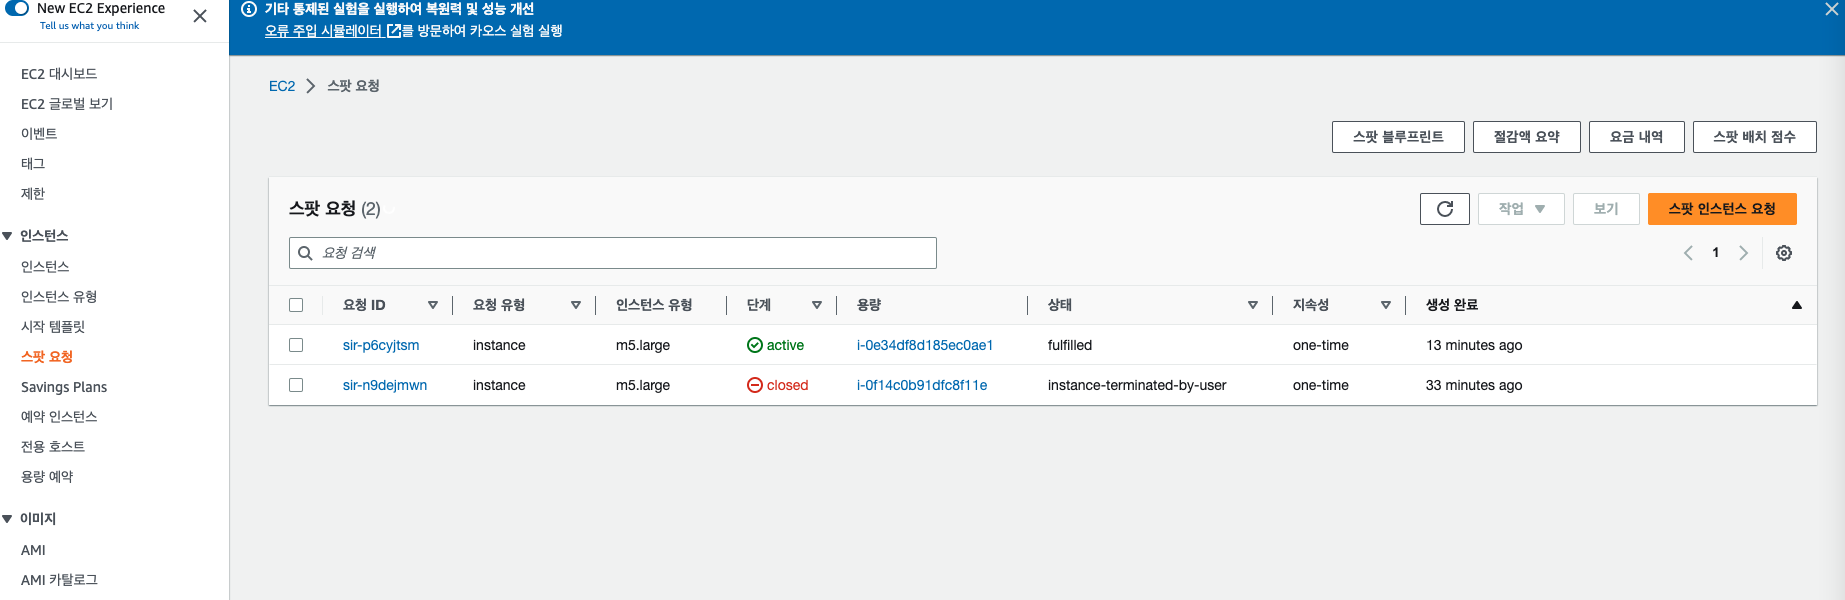 New EC2 Experience
Tell us what you think
기타 통제된 실험을 실행하여 복원력 및 성능 개선
오류 주입 시뮬레이터 를 방문하여 카오스 실험 실행
EC2 대시보드
EC2 글로벌 보기
이벤트
태그
제한
인스턴스
인스턴스
인스턴스 유형
시작 템플릿
스팟 요청
Savings Plans
예약 인스턴스
전용 호스트
용량 예약
이미지
AMI
AMI 카탈로그
EC2 스팟 요청
스팟 블루프린트 절감액 요약 요금 내역 스팟 배치 점수
스팟 요청 (2)
작업 보기 스팟 인스턴스 요청
요청 검색
1
요청 ID 요청 유형 인스턴스 유형 단계 용량 상태 지속성 생성 완료
sir-p6cyjtsm instance m5.large active i-0e34df8d185ec0ae1 fulfilled one-time 13 minutes ago
sir-n9dejmwn instance m5.large closed i-0f14c0b91dfc8f11e instance-terminated-by-user one-time 33 minutes ago